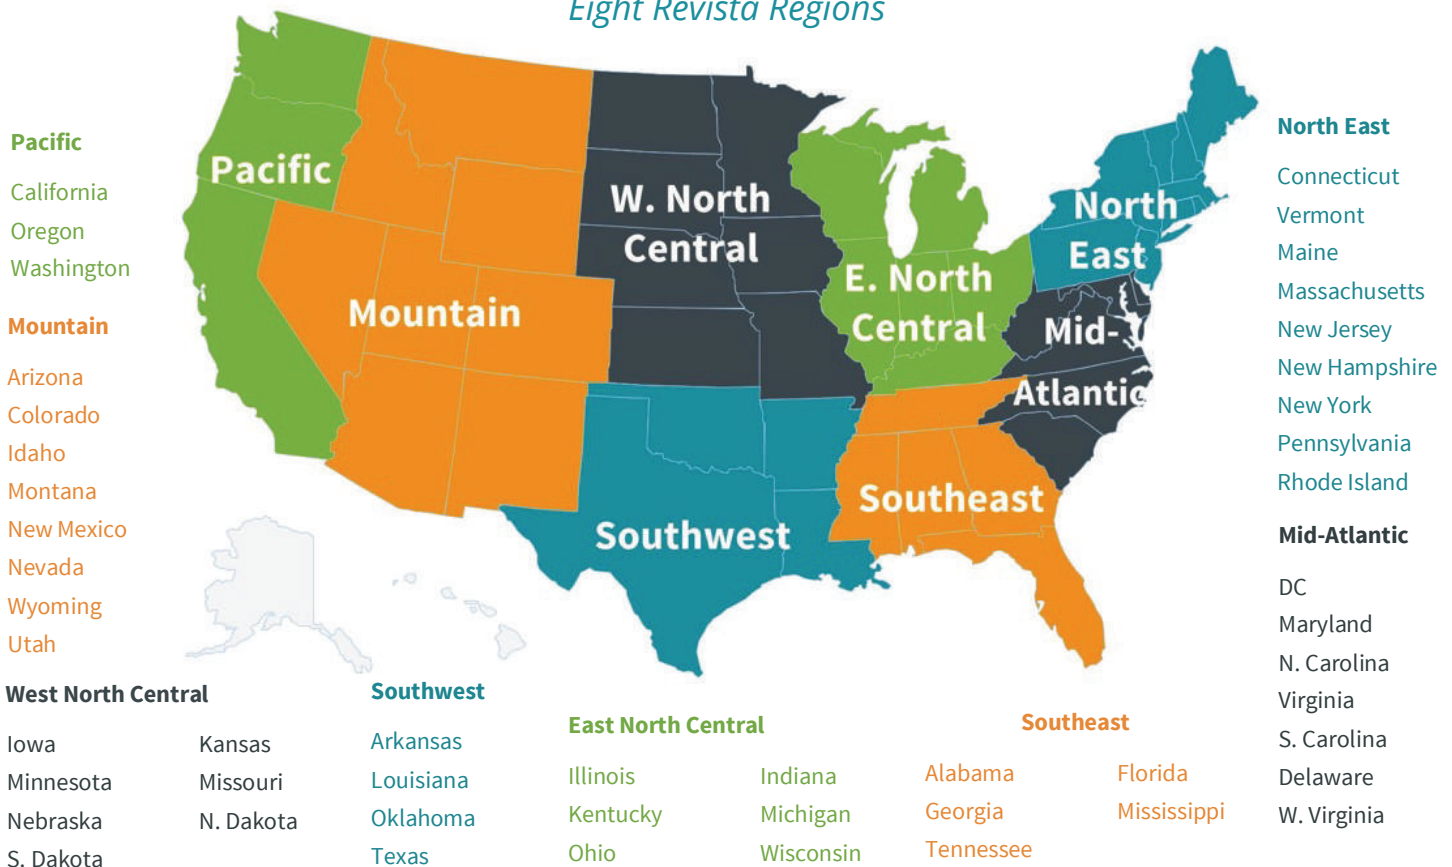 Eight Revista Regions
Pacific
California
Oregon
Washington
Mountain
Arizona
Colorado
Idaho
Montana
New Mexico
Nevada
Wyoming
Utah
Pacific
Mountain
W. North
Central
E. North
Central
North
East
Mid-
Atlantic
Southeast
Southwest
North East
Connecticut
Vermont
Maine
Massachusetts
New Jersey
New Hampshire
New York
Pennsylvania
Rhode Island
Mid-Atlantic
DC
Maryland
N. Carolina
Virginia
S. Carolina
Delaware
W. Virginia
West North Central
Iowa Kansas
Minnesota Missouri
Nebraska N. Dakota
S. Dakota
Southwest
Arkansas
Louisiana
Oklahoma
Texas
East North Central
Illinois Indiana
Kentucky Michigan
Ohio Wisconsin
Southeast
Alabama Florida
Georgia Mississippi
Tennessee